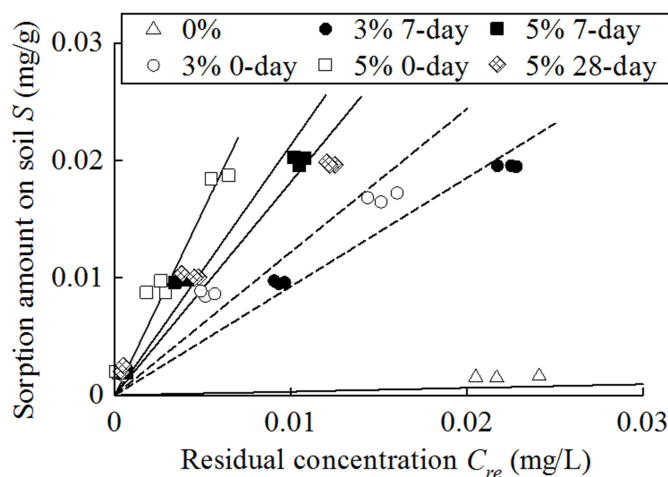 0.03
0% 3% 7-day 5% 7-day
3% 0-day 5% 0-day 5% 28-day
0.02
0.01
0
0 0.01 0.02 0.03
Sorption amount on soil S (mg/g)
Residual concentration Cre (mg/L)